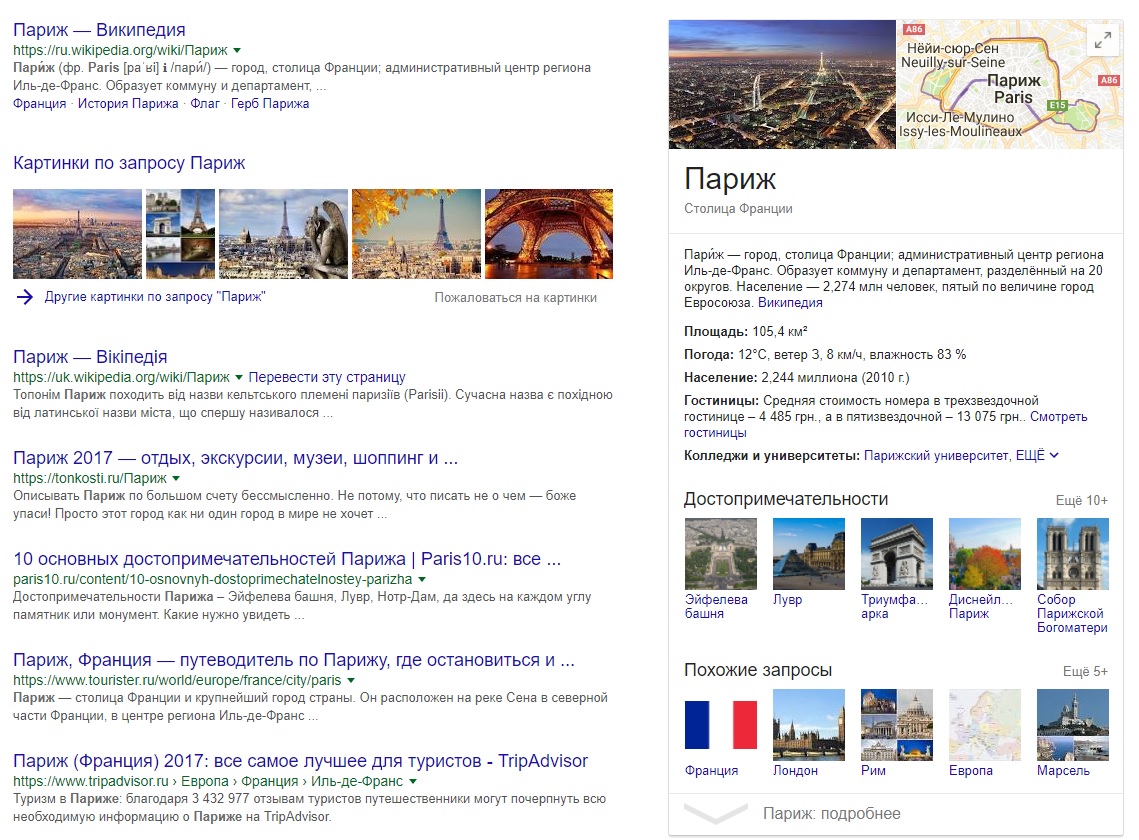 Париж — Википедия
https://ru.wikipedia.org/wiki/Париж
Пари́ж (фр. Paris [paˈʁi] ℹ /пари́/) — город, столица Франции; административный центр региона
Иль-де-Франс. Образует коммуну и департамент, ...
Франция · История Парижа · Флаг · Герб Парижа
Картинки по запросу Париж
Другие картинки по запросу "Париж"
Пожаловаться на картинки
Париж — Вікіпедія
https://uk.wikipedia.org/wiki/Париж Перевести эту страницу
Топонім Париж походить від назви кельтського племені паризіїв (Parisii). Сучасна назва є похідною
від латинської назви міста, що спершу називалося ...
Париж 2017 — отдых, экскурсии, музеи, шоппинг и ...
https://tonkosti.ru/Париж
Описывать Париж по большом счету бессмысленно. Не потому, что писать не о чем — боже
упаси! Просто этот город как ни один город в мире не хочет ...
10 основных достопримечательностей Парижа | Paris10.ru: все ...
paris10.ru/content/10-osnovnyh-dostoprimechatelnostey-parizha
Достопримечательности Парижа – Эйфелева башня, Лувр, Нотр-Дам, да здесь на каждом углу
памятник или монумент. Какие нужно увидеть ...
Париж, Франция — путеводитель по Парижу, где остановиться и ...
https://www.tourister.ru/world/europe/france/city/paris
Париж — столица Франции и крупнейший город страны. Он расположен на реке Сена в северной
части Франции, в центре региона Иль-де-Франс ...
Париж (Франция) 2017: все самое лучшее для туристов - TripAdvisor
https://www.tripadvisor.ru › Европа › Франция › Иль-де-Франс
Туризм в Париже: благодаря 3 432 977 отзывам туристов путешественники могут почерпнуть всю
необходимую информацию о Париже на TripAdvisor.
A86
Нёйи-сюр-Сен
Neuilly-sur-Seine
A86
Париж
Paris
E15
Исси-Ле-Мулино
Issy-les-Moulineaux
Париж
Столица Франции
Пари́ж — город, столица Франции; административный центр региона
Иль-де-Франс. Образует коммуну и департамент, разделённый на 20
округов. Население — 2,274 млн человек, пятый по величине город
Евросоюза. Википедия
Площадь: 105,4 км²
Погода: 12°C, ветер З, 8 км/ч, влажность 83 %
Население: 2,244 миллиона (2010 г.)
Гостиницы: Средняя стоимость номера в трехзвездочной
гостинице – 4 485 грн., а в пятизвездочной – 13 075 грн.. Смотреть
гостиницы
Колледжи и университеты: Парижский университет, ЕЩЁ
Достопримечательности
Ещё 10+
Эйфелева
башня
Лувр
Триумфа...
арка
Диснейл...
Париж
Собор
Парижской
Богоматери
Похожие запросы
Ещё 5+
Франция
Лондон
Рим
Европа
Марсель
Париж: подробнее